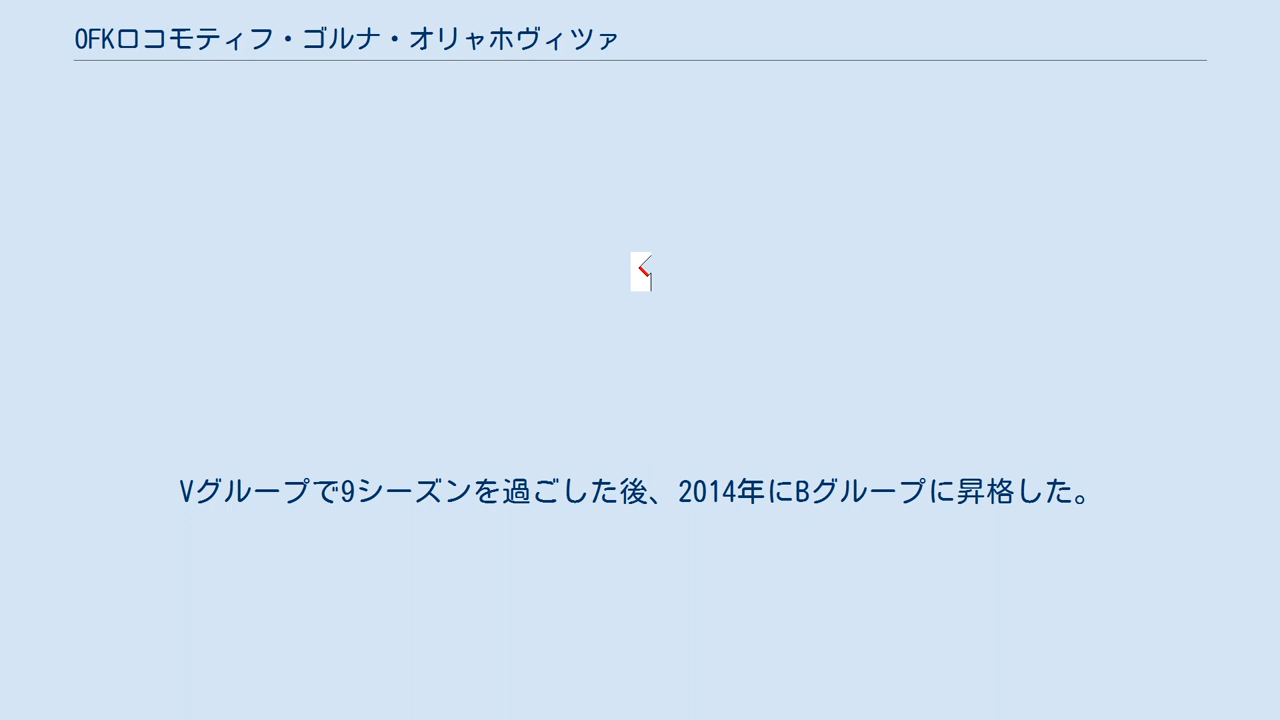 OFKロコモティフ・ゴルナ・オリャホヴィツァ
Vグループで9シーズンを過ごした後、2014年にBグループに昇格した。